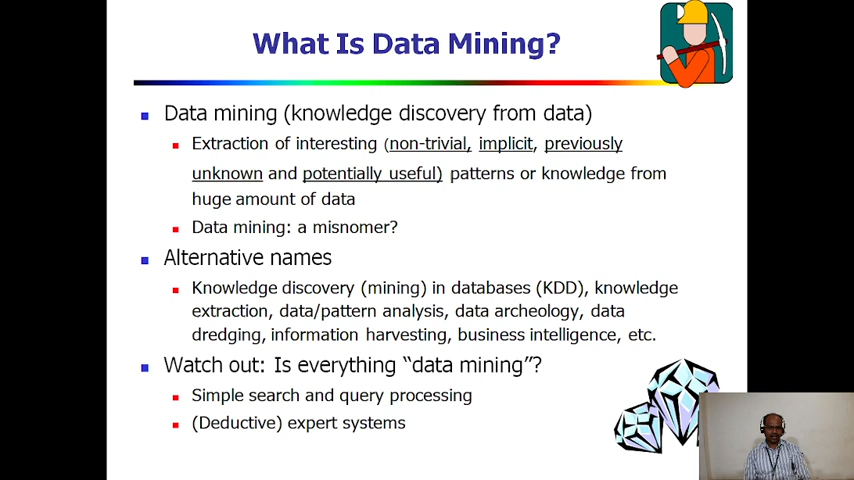 What Is Data Mining?
Data mining (knowledge discovery from data)
Extraction of interesting (non-trivial, implicit, previously
unknown and potentially useful) patterns or knowledge from
huge amount of data
Data mining: a misnomer?
Alternative names
Knowledge discovery (mining) in databases (KDD), knowledge
extraction, data/pattern analysis, data archeology, data
dredging, information harvesting, business intelligence, etc.
Watch out: Is everything “data mining”?
Simple search and query processing
(Deductive) expert systems